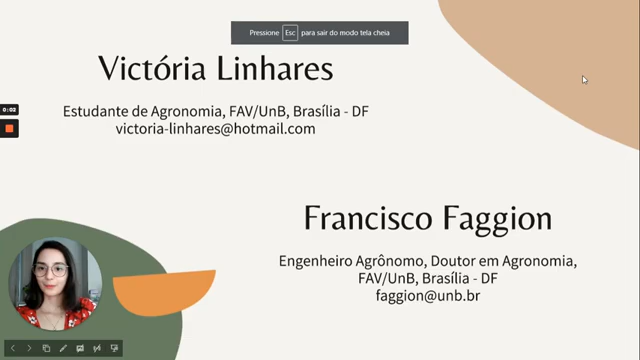 Pressione Esc para sair do modo tela cheia
Victória Linhares
Estudante de Agronomia, FAV/UnB, Brasília - DF
victoria-linhares@hotmail.com
0:02
Francisco Faggion
Engenheiro Agrônomo, Doutor em Agronomia,
FAV/UnB, Brasília - DF
faggion@unb.br